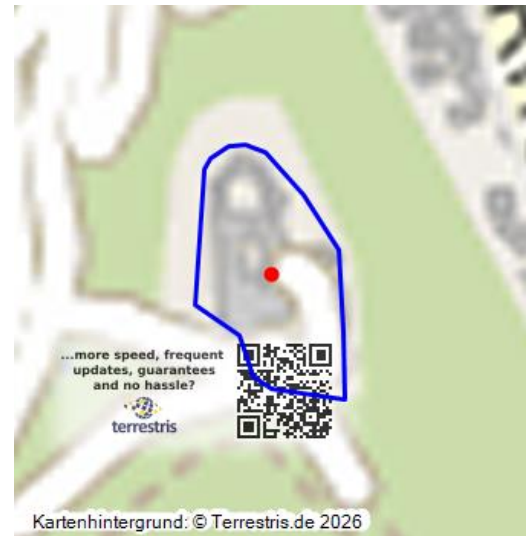 ...more speed, frequent
updates, guarantees
and no hassle?
terrestris
Kartenhintergrund: © Terrestris.de 2026